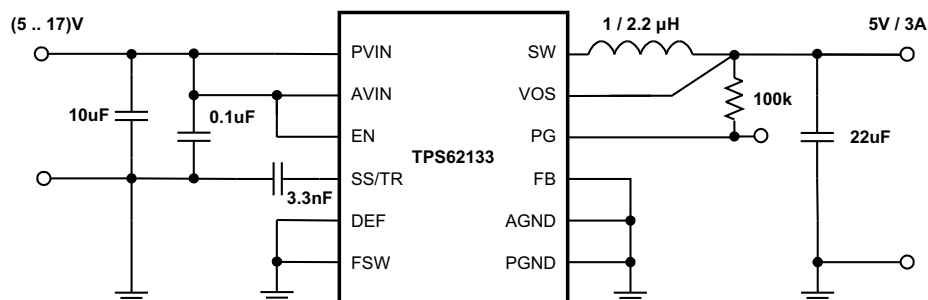 (5 .. 17)V
1 / 2.2 µH
5V / 3A
PVIN
SW
AVIN
VOS
10uF
0.1uF
100k
EN
PG
TPS62133
22uF
SS/TR
FB
3.3nF
DEF
AGND
FSW
PGND